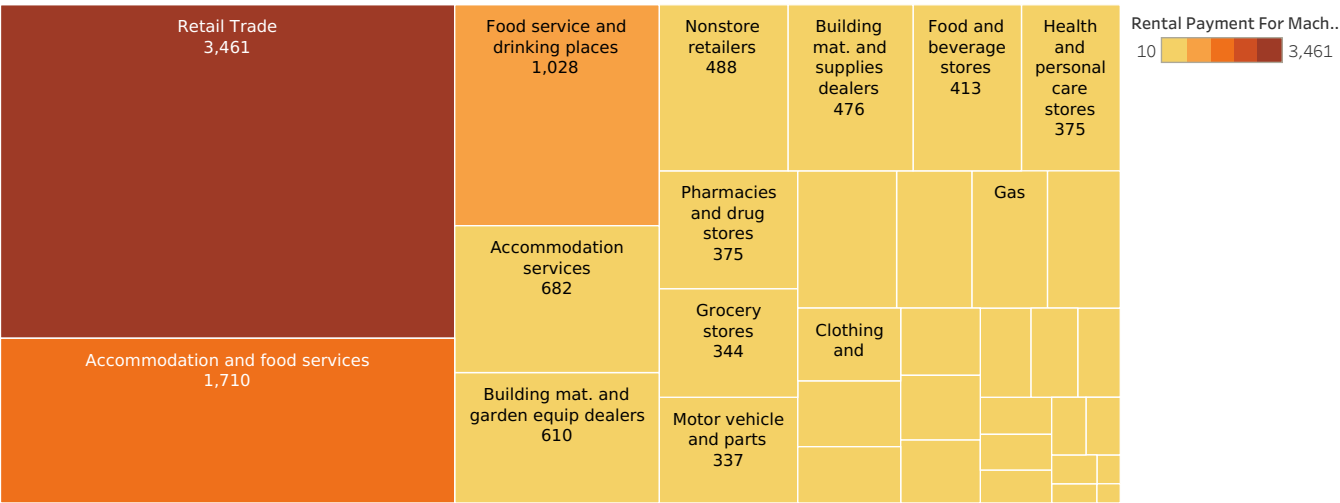 Retail Trade
3,461
Accommodation and food services
1,710
Food service and
drinking places
1,028
Accommodation
services
682
Building mat. and
garden equip dealers
610
Nonstore
retailers
488
Building
mat. and
supplies
dealers
476
Food and
beverage
stores
413
Health
and
personal
care
stores
375
Pharmacies
and drug
stores
375
Grocery
stores
344
Motor vehicle
and parts
337
Gas
Clothing
and
Rental Payment For Mach..
10
3,461